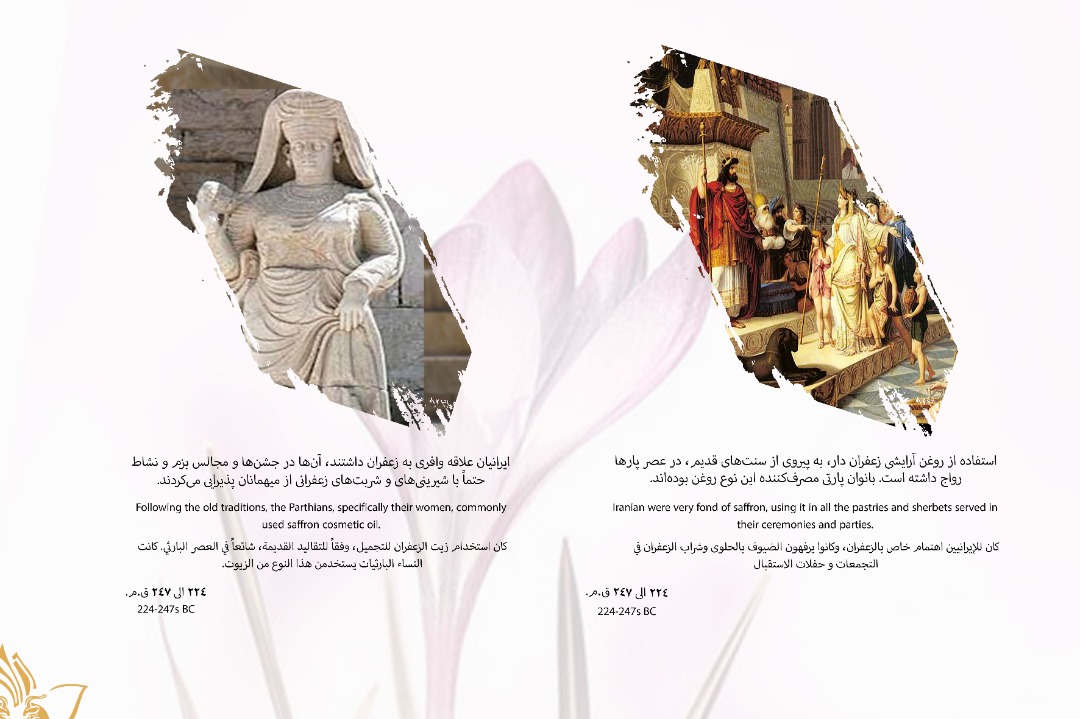 ایرانیان علاقه وافری به زعفران داشتند، آن‌ها در جشن‌ها و مجالس بزم و نشاط
حتماً با شیرینی‌های و شربت‌های زعفرانی از میهمانان پذیرایی می‌کردند.
Following the old traditions, the Parthians, specifically their women, commonly
used saffron cosmetic oil.
كان استخدام زيت الزعفران للتجميل، وفقاً للتقاليد القديمة، شائعاً في العصر البارثي. كانت
النساء البارثيات يستخدمن هذا النوع من الزيوت.
٢٢٤ الى ٢٤٧ ق.م.
224-247s BC
استفاده از روغن آرایشی زعفران دار، به پیروی از سنت‌های قدیم، در عصر پارها
رواج داشته است. بانوان پارتی مصرف‌کننده این نوع روغن بوده‌اند.
Iranian were very fond of saffron, using it in all the pastries and sherbets served in
their ceremonies and parties.
كان للإيرانيين اهتمام خاص بالزعفران، وكانوا يرفهون الضيوف بالحلوى وشراب الزعفران في
التجمعات و حفلات الاستقبال
٢٢٤ الى ٢٤٧ ق.م.
224-247s BC